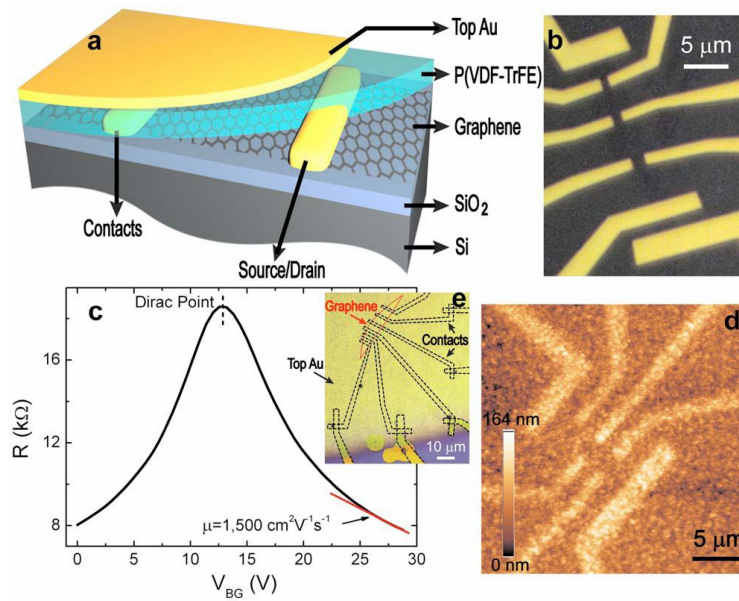 a
Top Au
P(VDF-TrFE)
Graphene
SiO₂
Si
Contacts
Source/Drain
b
5 μm
c
Dirac Point
R (kΩ)
16
12
8
0
5
10
15
20
25
30
V_BG (V)
μ=1,500 cm²V⁻¹s⁻¹
e
Graphene
Contacts
Top Au
10 μm
d
164 nm
0 nm
5 μm